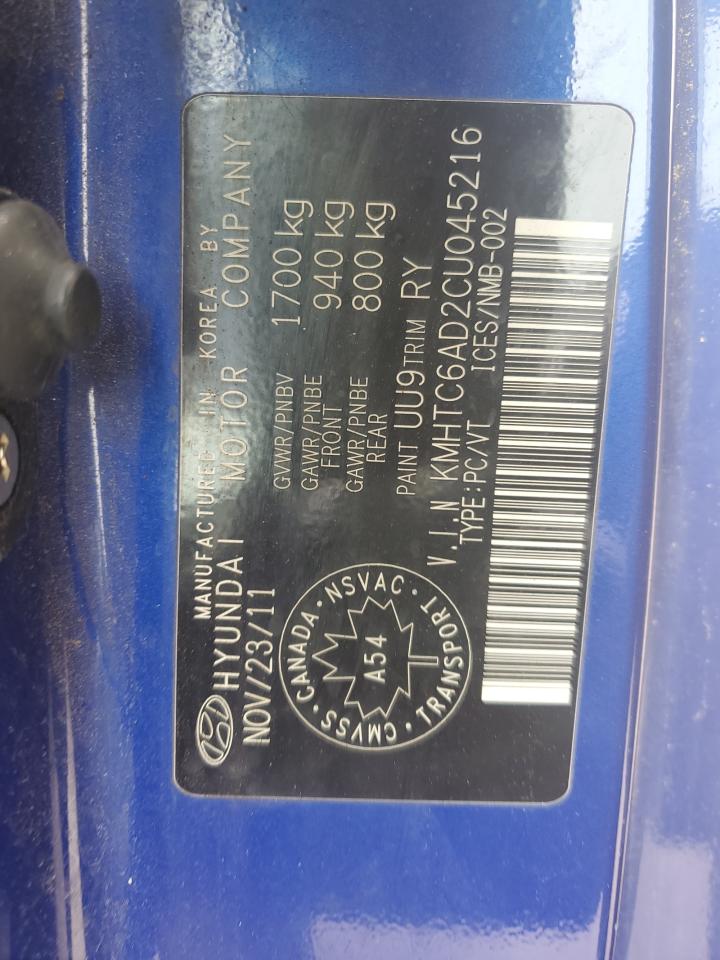 MANUFACTURED IN KOREA BY
HYUNDAI MOTOR COMPANY
NOV/23/11
GVWR/PNBV 1700 kg
GAWR/PNBE FRONT 940 kg
GAWR/PNBE REAR 800 kg
PAINT UU9 TRIM RY
CANADA · NSVAC · TRANSPORT · CMVSS ·
A54
V.I.N KMHTC6AD2CU045216
TYPE:PC/VT ICES/NMB-002